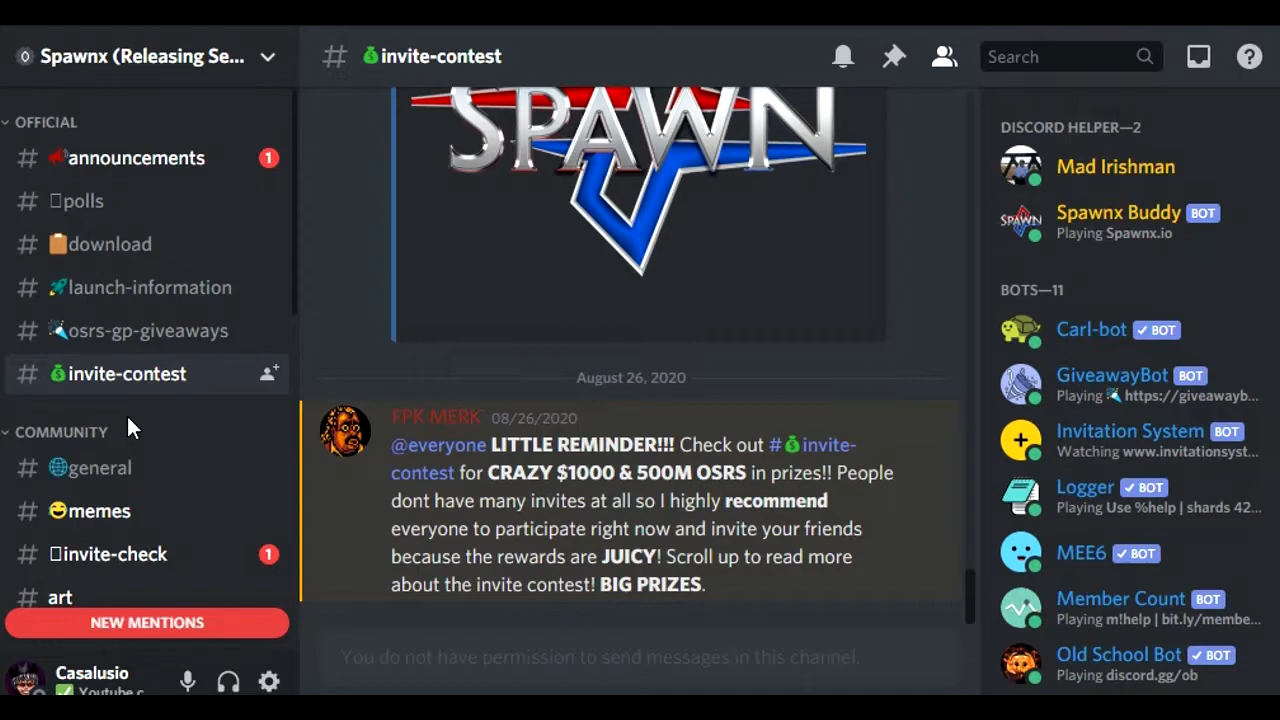 Spawnx (Releasing Se...
OFFICIAL
# announcements 1
# polls
# download
# launch-information
# osrs-gp-giveaways
# invite-contest
COMMUNITY
# general
# memes
# invite-check 1
# art
NEW MENTIONS
Casalusio
# invite-contest
Search
SPAWN
August 26, 2020
FPK MERK 08/26/2020
@everyone LITTLE REMINDER!!! Check out #💰invite-
contest for CRAZY $1000 & 500M OSRS in prizes!! People
dont have many invites at all so I highly recommend
everyone to participate right now and invite your friends
because the rewards are JUICY! Scroll up to read more
about the invite contest! BIG PRIZES.
You do not have permission to send messages in this channel.
DISCORD HELPER—2
Mad Irishman
SPAWN
Spawnx Buddy BOT
Playing Spawnx.io
BOTS—11
Carl-bot ✓ BOT
GiveawayBot BOT
Playing 🎉 https://giveawayb...
Invitation System BOT
Watching www.invitationsyst...
Logger ✓ BOT
Playing Use %help | shards 42...
MEE6 ✓ BOT
Member Count BOT
Playing m!help | bit.ly/membe...
Old School Bot ✓ BOT
Playing discord.gg/ob